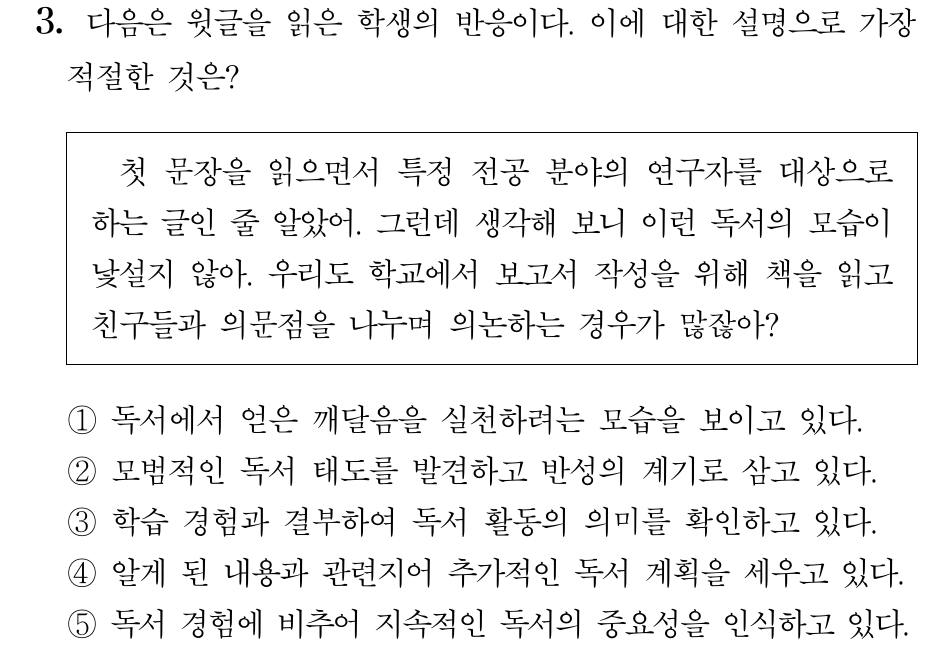 3. 다음은 윗글을 읽은 학생의 반응이다. 이에 대한 설명으로 가장
적절한 것은?
첫 문장을 읽으면서 특정 전공 분야의 연구자를 대상으로
하는 글인 줄 알았어. 그런데 생각해 보니 이런 독서의 모습이
낯설지 않아. 우리도 학교에서 보고서 작성을 위해 책을 읽고
친구들과 의문점을 나누며 의논하는 경우가 많잖아?
① 독서에서 얻은 깨달음을 실천하려는 모습을 보이고 있다.
② 모범적인 독서 태도를 발견하고 반성의 계기로 삼고 있다.
③ 학습 경험과 결부하여 독서 활동의 의미를 확인하고 있다.
④ 알게 된 내용과 관련지어 추가적인 독서 계획을 세우고 있다.
⑤ 독서 경험에 비추어 지속적인 독서의 중요성을 인식하고 있다.